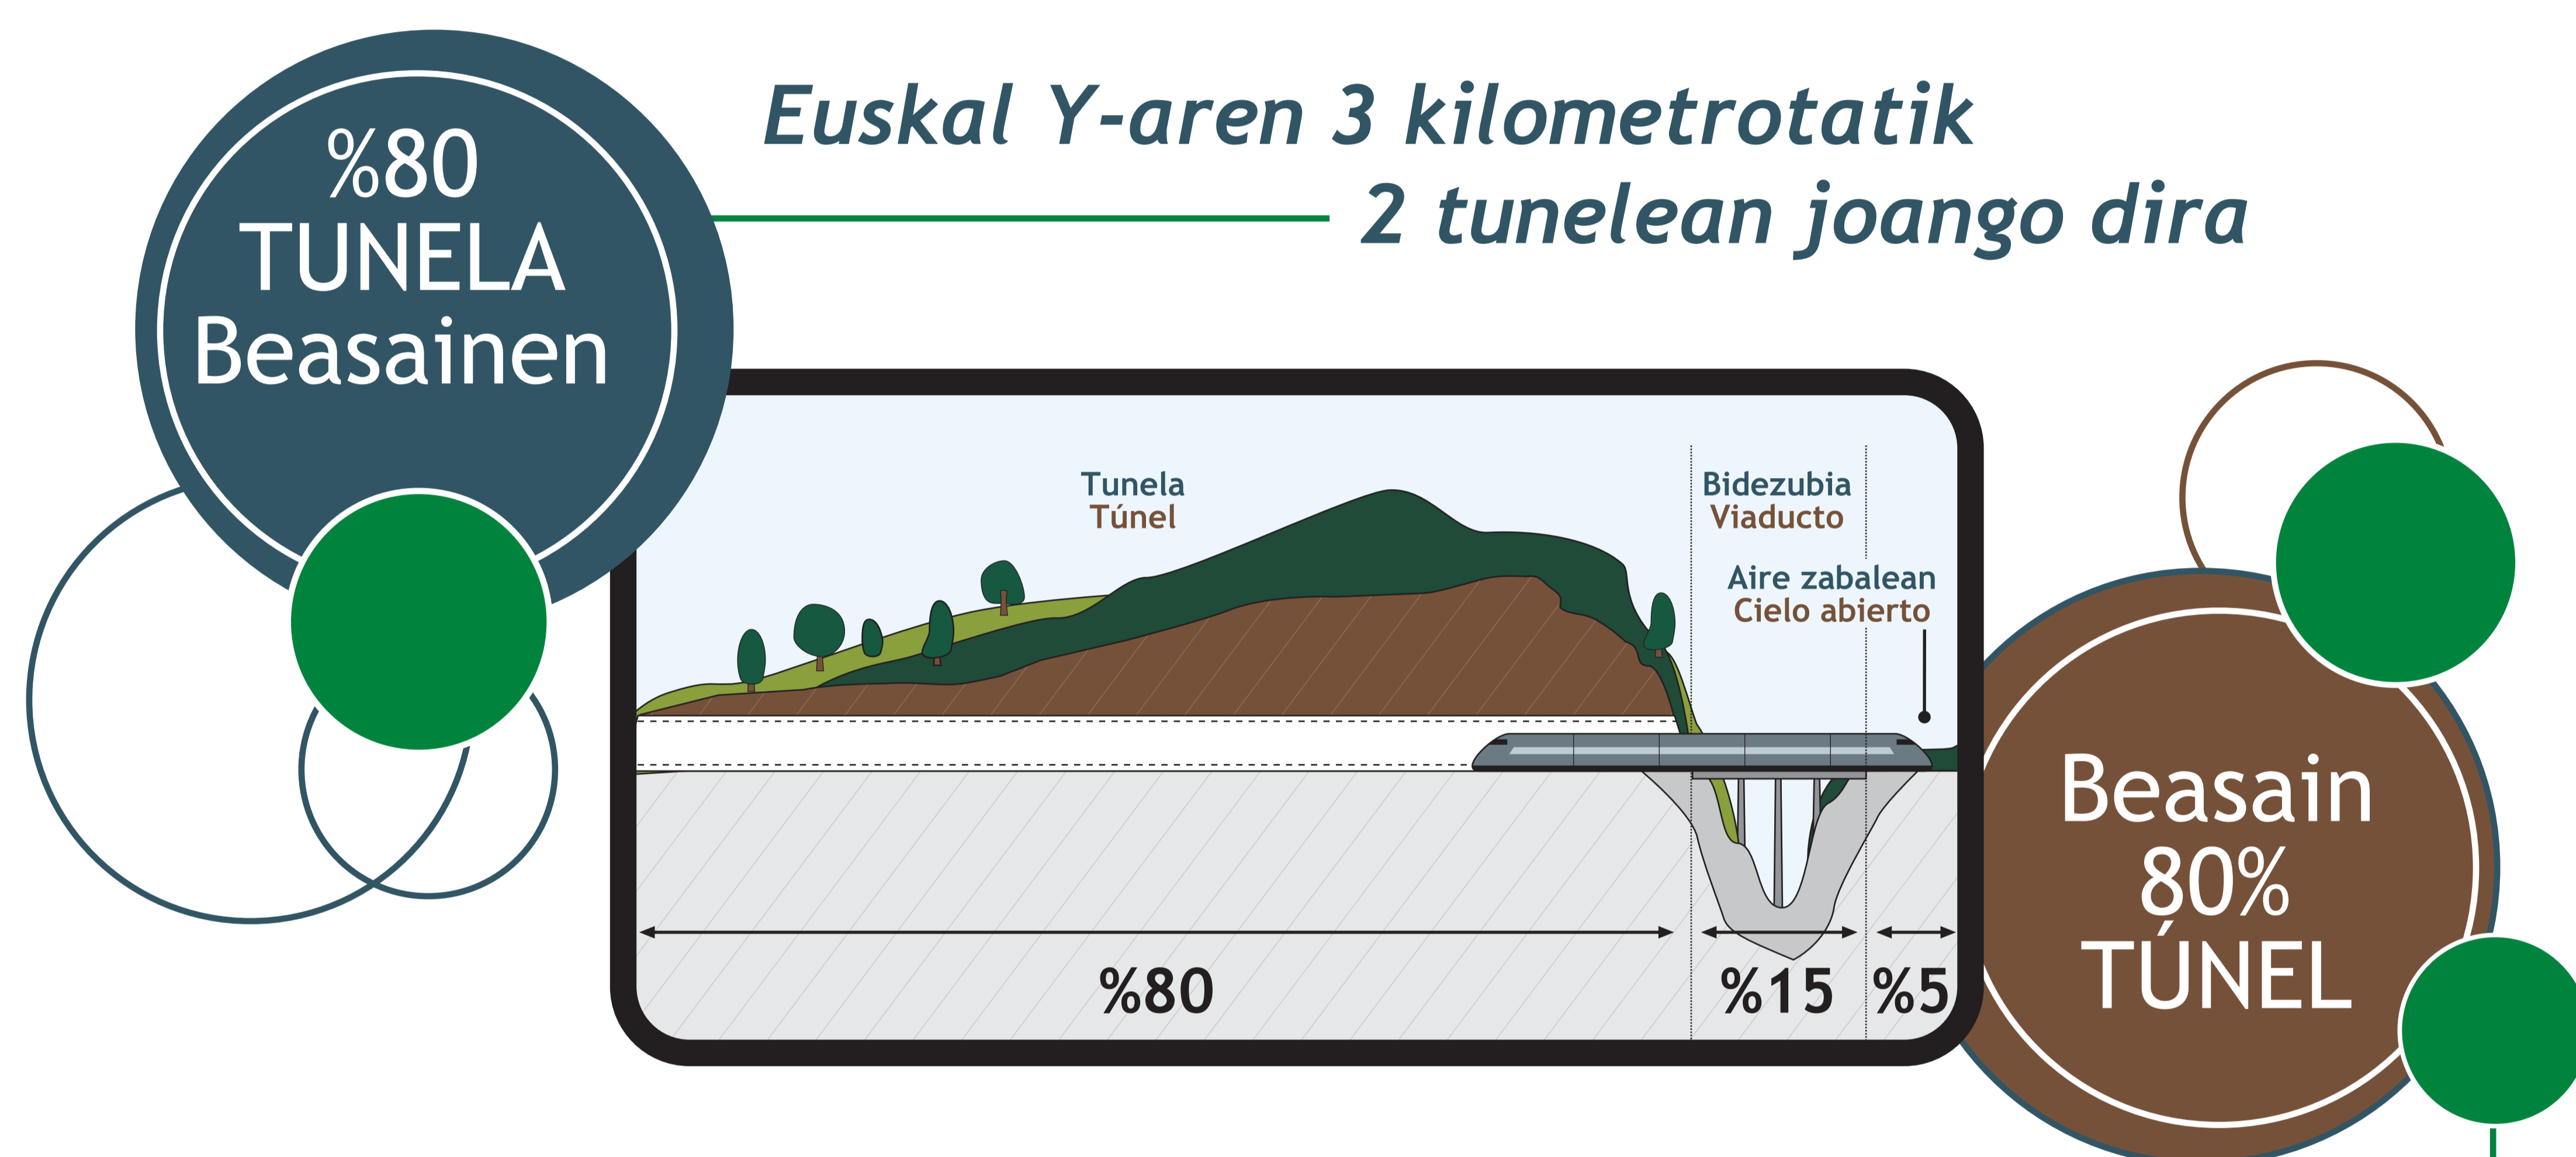 %80
TUNELA
Beasainen
Euskal Y-aren 3 kilometrotatik
2 tunelean joango dira
Tunela
Túnel
Bidezubia
Viaducto
Aire zabalean
Cielo abierto
%80
%15
%5
Beasain
80%
TÚNEL